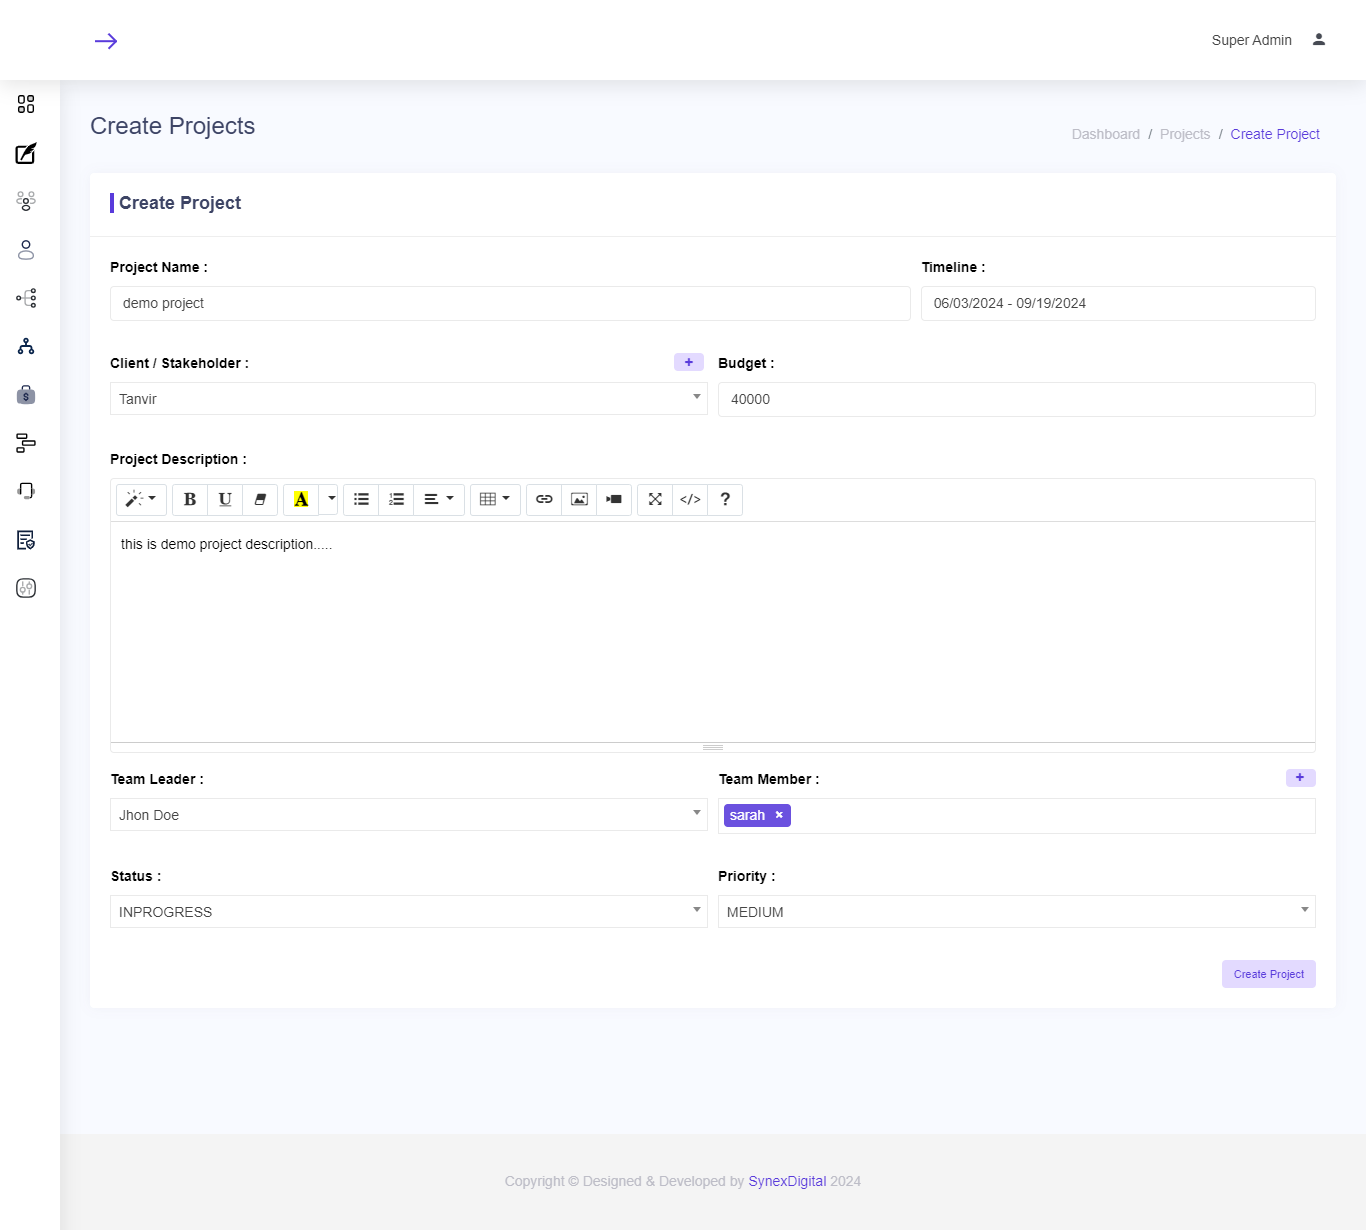 Super Admin
Create Projects
Dashboard / Projects / Create Project
Create Project
Project Name :
Timeline :
demo project
06/03/2024 - 09/19/2024
Client / Stakeholder :
+
Budget :
Tanvir
40000
Project Description :
B U A </> ?
this is demo project description.....
Team Leader :
Team Member :
+
Jhon Doe
sarah ×
Status :
Priority :
INPROGRESS
MEDIUM
Create Project
Copyright © Designed & Developed by SynexDigital 2024